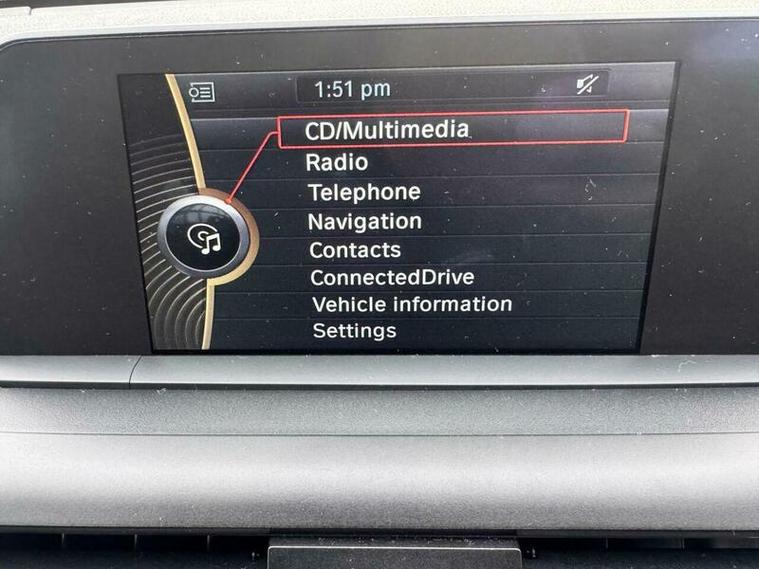 1:51 pm
CD/Multimedia
Radio
Telephone
Navigation
Contacts
ConnectedDrive
Vehicle information
Settings